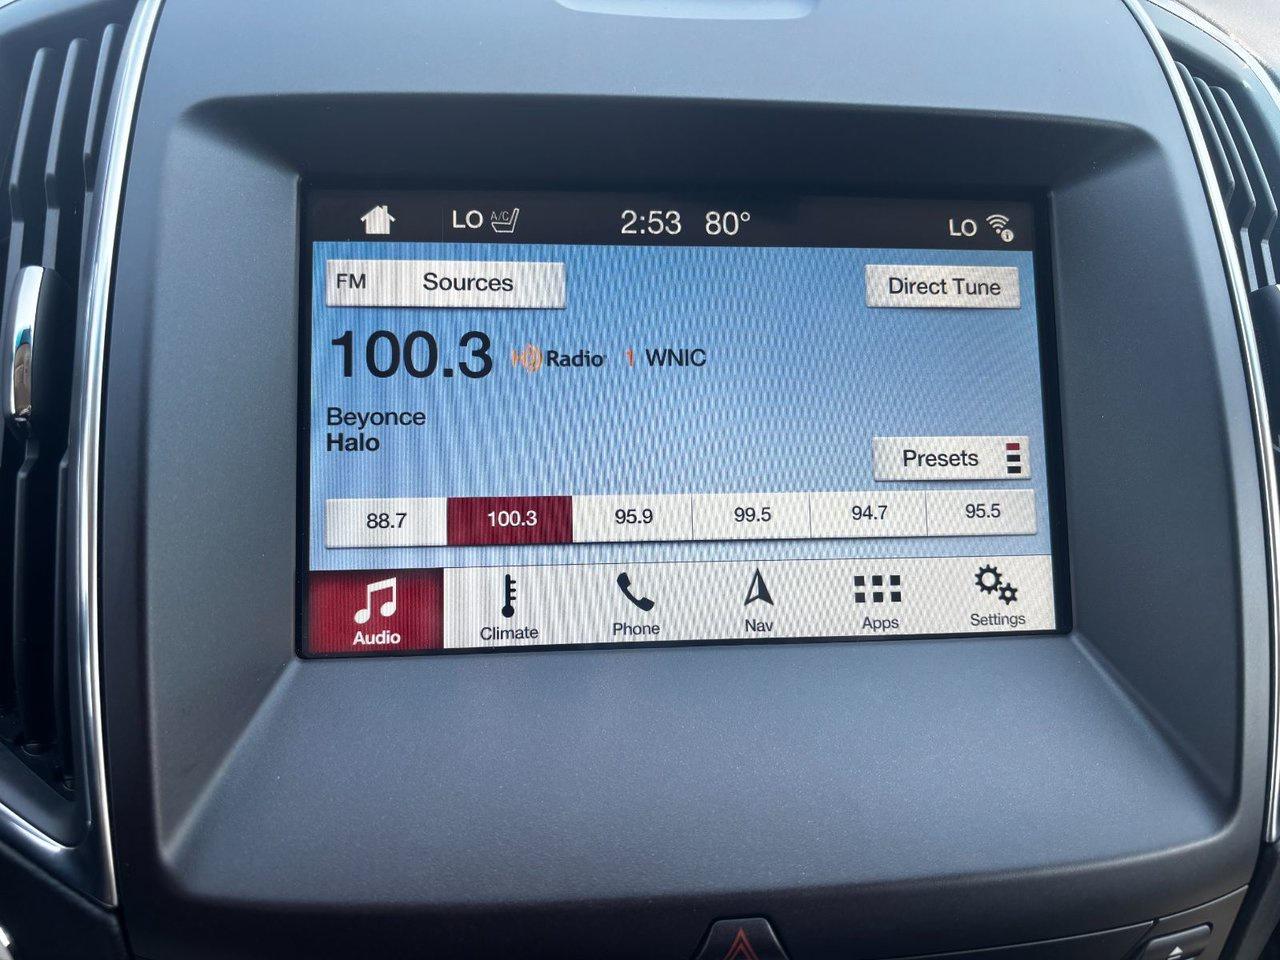 LO A/C 2:53 80° LO
FM Sources Direct Tune
100.3 HD Radio 1 WNIC
Beyonce
Halo
Presets
88.7 100.3 95.9 99.5 94.7 95.5
Audio Climate Phone Nav Apps Settings